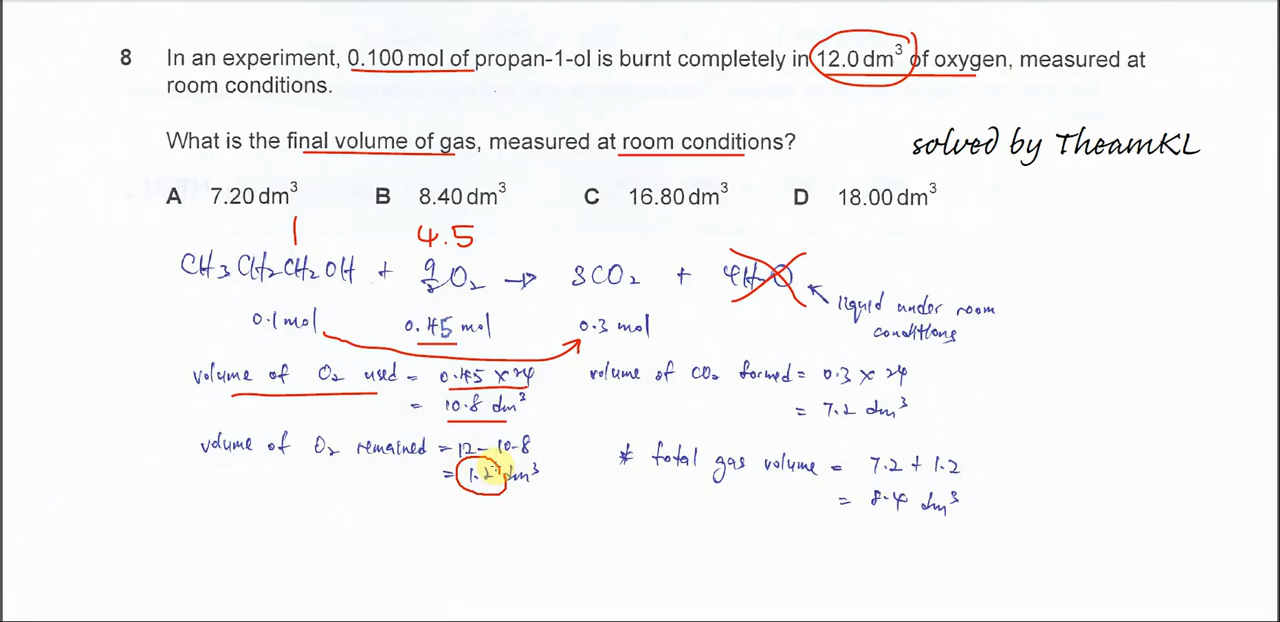 8 In an experiment, 0.100 mol of propan-1-ol is burnt completely in 12.0 dm³ of oxygen, measured at
room conditions.
What is the final volume of gas, measured at room conditions?
solved by TheamKL
A 7.20 dm³ B 8.40 dm³ C 16.80 dm³ D 18.00 dm³
1 4.5
CH3CH2CH2OH + 9/2 O2 → 3CO2 + 4H2O
liquid under room
conditions
0.1 mol 0.45 mol 0.3 mol
volume of O2 used = 0.45 × 24
= 10.8 dm³
volume of CO2 formed = 0.3 × 24
= 7.2 dm³
volume of O2 remained = 12 - 10.8
= 1.2 dm³
* total gas volume = 7.2 + 1.2
= 8.4 dm³